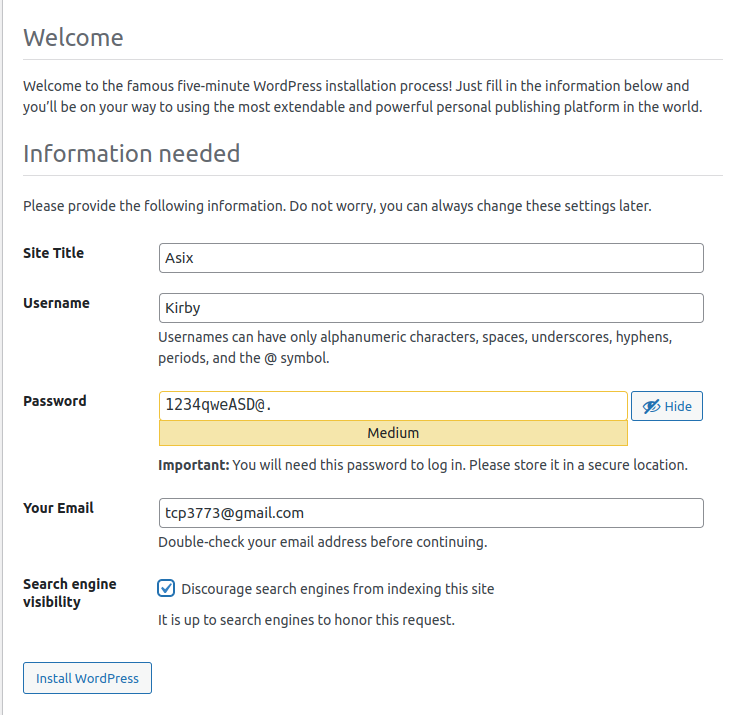 Welcome
Welcome to the famous five-minute WordPress installation process! Just fill in the information below and
you’ll be on your way to using the most extendable and powerful personal publishing platform in the world.
Information needed
Please provide the following information. Do not worry, you can always change these settings later.
Site Title
Asix
Username
Kirby
Usernames can have only alphanumeric characters, spaces, underscores, hyphens,
periods, and the @ symbol.
Password
1234qweASD@.
Hide
Medium
Important: You will need this password to log in. Please store it in a secure location.
Your Email
tcp3773@gmail.com
Double-check your email address before continuing.
Search engine
visibility
Discourage search engines from indexing this site
It is up to search engines to honor this request.
Install WordPress